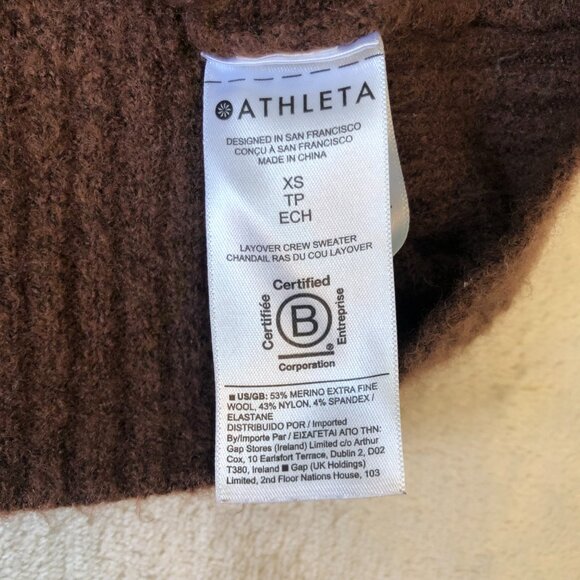 ATHLETA
DESIGNED IN SAN FRANCISCO
CONÇU À SAN FRANCISCO
MADE IN CHINA
XS
TP
ECH
LAYOVER CREW SWEATER
CHANDAIL RAS DU COU LAYOVER
Certified
Certifiée
B
Entreprise
®
Corporation
■ US/GB: 53% MERINO EXTRA FINE
WOOL, 43% NYLON, 4% SPANDEX /
ELASTANE
DISTRIBUIDO POR / Imported
By/Importe Par / ΕΙΣΑΓΕΤΑΙ ΑΠΟ ΤΗΝ:
Gap Stores (Ireland) Limited c/o Arthur
Cox, 10 Earlsfort Terrace, Dublin 2, D02
T380, Ireland ■ Gap (UK Holdings)
Limited, 2nd Floor Nations House, 103